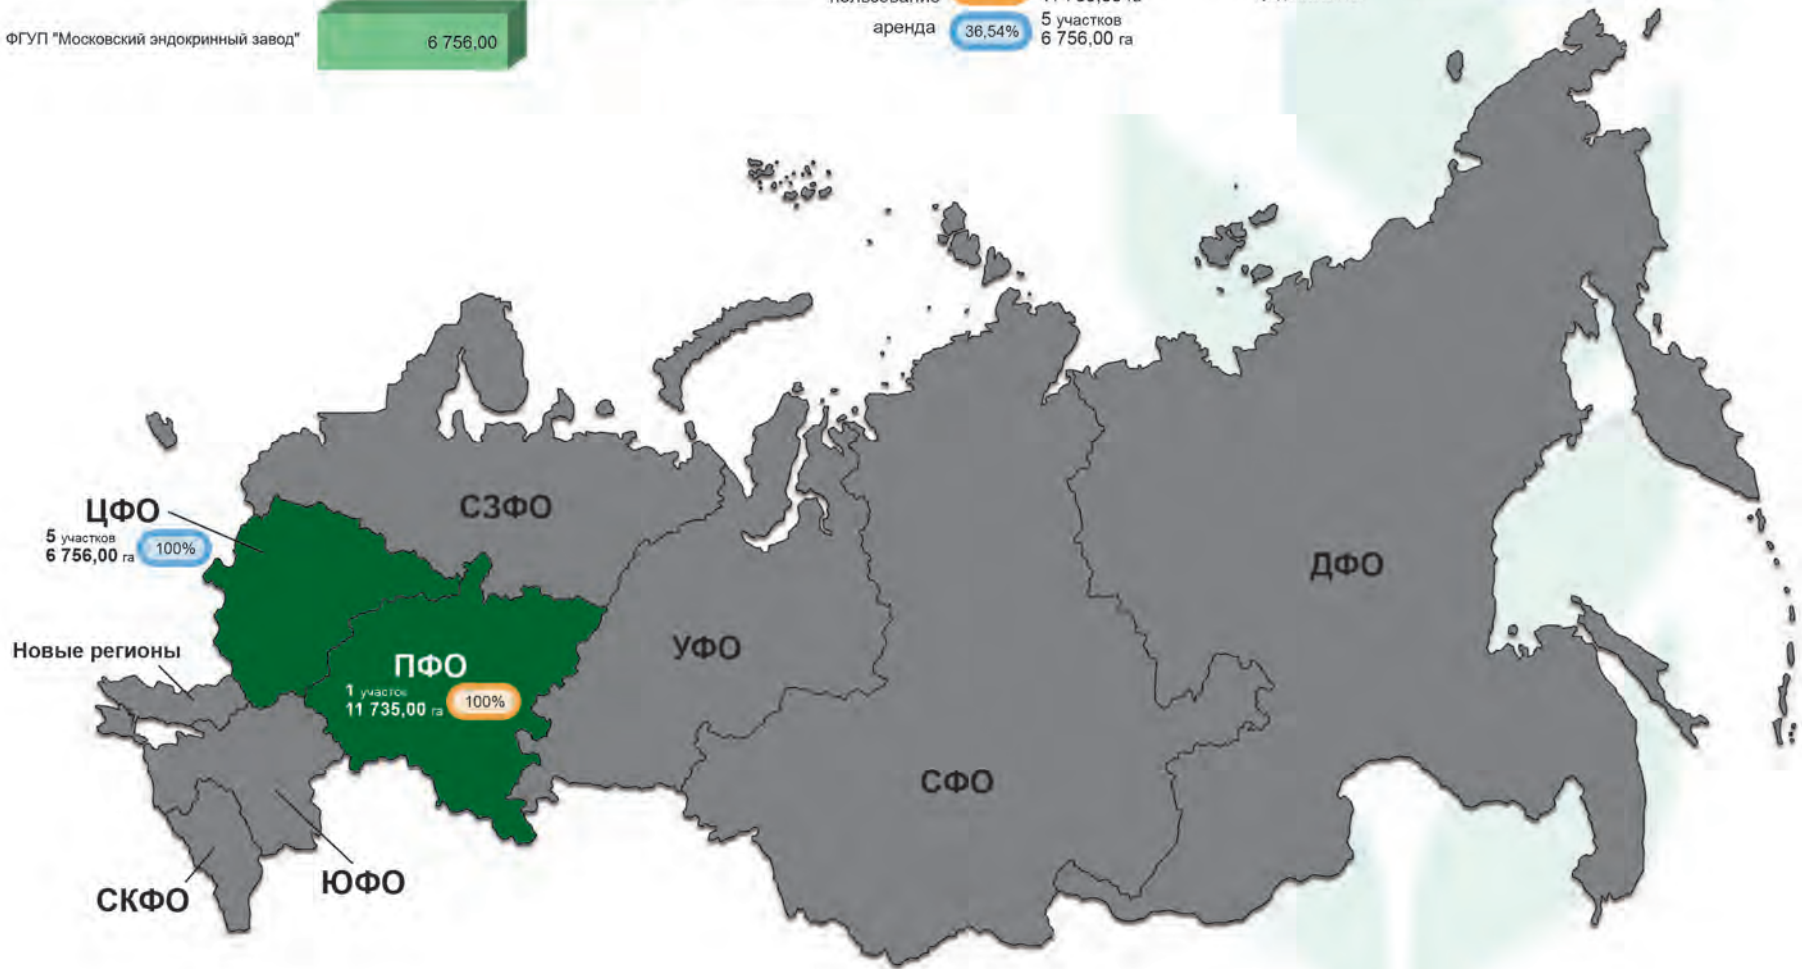 ФГУП "Московский эндокринный завод"
6 756,00
аренда
36,54%
5 участков
6 756,00 га
ЦФО
5 участков
6 756,00 га
100%
СЗФО
Новые регионы
ПФО
1 участок
11 735,00 га
100%
УФО
ДФО
СФО
ЮФО
СКФО